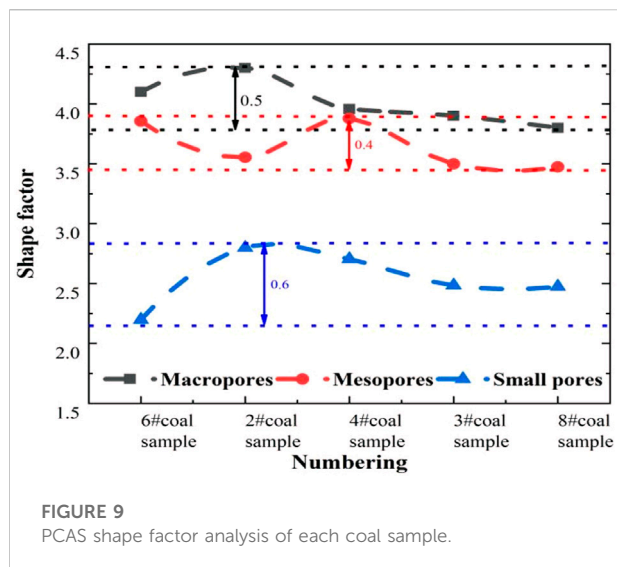 4.5
4.0
3.5
3.0
2.5
2.0
1.5
Shape factor
0.5
0.4
0.6
Macropores Mesopores Small pores
6#coal 2#coal 4#coal 3#coal 8#coal
sample sample sample sample sample
Numbering
FIGURE 9
PCAS shape factor analysis of each coal sample.